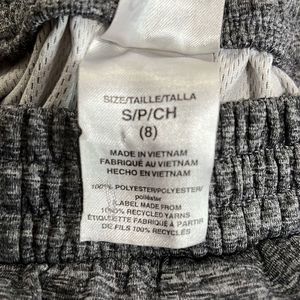 SIZE/TAILLE/TALLA
S/P/CH
(8)
MADE IN VIETNAM
FABRIQUÉ AU VIETNAM
HECHO EN VIETNAM
100% POLYESTER/POLYESTER/
poliéster
LABEL MADE FROM
100% RECYCLED YARNS
ÉTIQUETTE FABRIQUÉ À PARTIR
DE FILS 100% RECYCLÉS